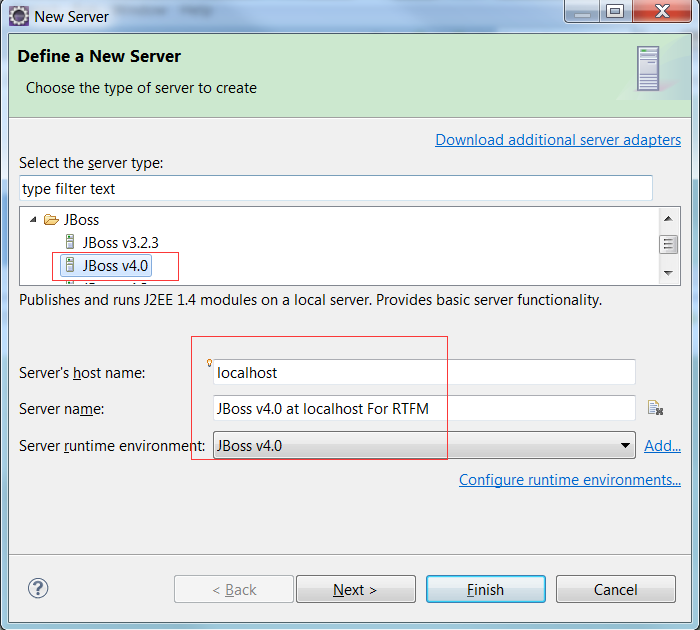 New Server
Define a New Server
Choose the type of server to create
Download additional server adapters
Select the server type:
type filter text
JBoss
JBoss v3.2.3
JBoss v4.0
Publishes and runs J2EE 1.4 modules on a local server. Provides basic server functionality.
Server's host name: localhost
Server name: JBoss v4.0 at localhost For RTFM
Server runtime environment: JBoss v4.0 Add...
Configure runtime environments...
? < Back Next > Finish Cancel